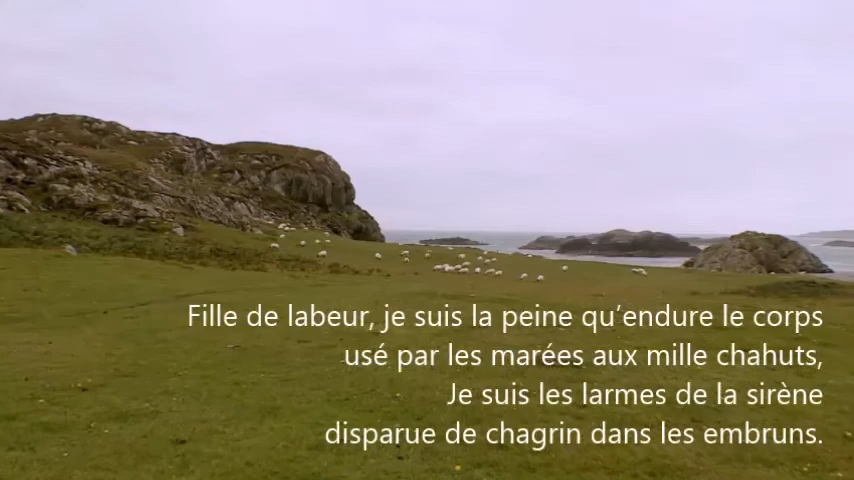 Fille de labeur, je suis la peine qu’endure le corps
usé par les marées aux mille chahuts,
Je suis les larmes de la sirène
disparue de chagrin dans les embruns.